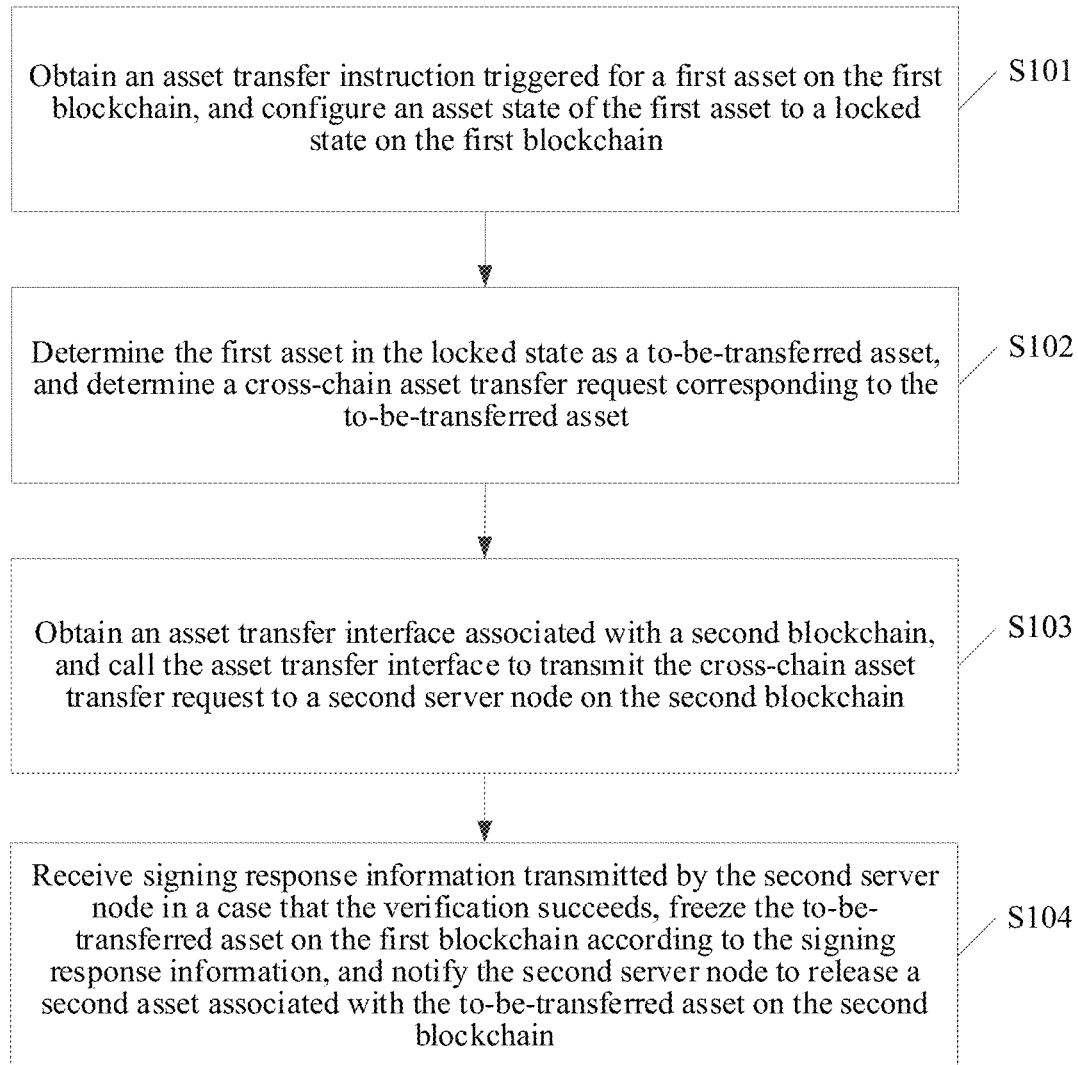 Obtain an asset transfer instruction triggered for a first asset on the first
blockchain, and configure an asset state of the first asset to a locked
state on the first blockchain
S101
Determine the first asset in the locked state as a to-be-transferred asset,
and determine a cross-chain asset transfer request corresponding to the
to-be-transferred asset
S102
Obtain an asset transfer interface associated with a second blockchain,
and call the asset transfer interface to transmit the cross-chain asset
transfer request to a second server node on the second blockchain
S103
Receive signing response information transmitted by the second server
node in a case that the verification succeeds, freeze the to-be-
transferred asset on the first blockchain according to the signing
response information, and notify the second server node to release a
second asset associated with the to-be-transferred asset on the second
blockchain
S104